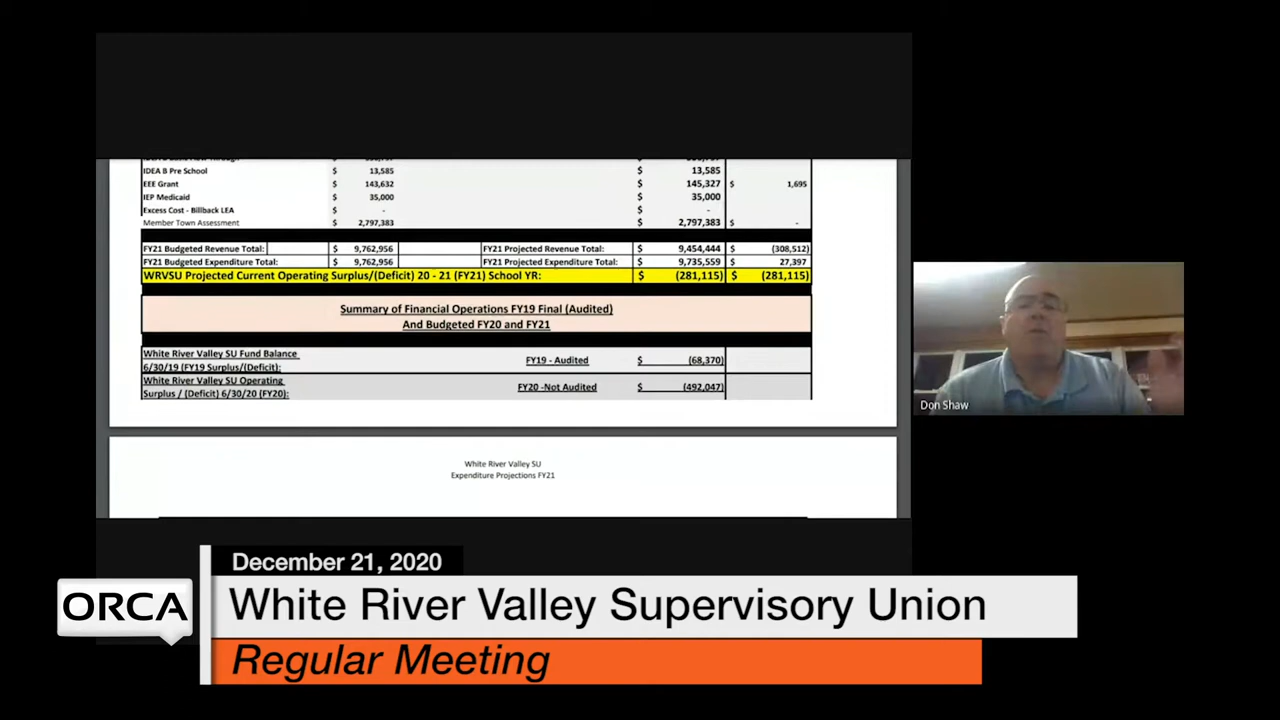 IDEA B Pre School $ 13,585 $ 13,585
EEE Grant $ 143,632 $ 145,327 $ 1,695
IEP Medicaid $ 35,000 $ 35,000
Excess Cost - Billback LEA $ - $ -
Member Town Assessment $ 2,797,383 $ 2,797,383 $ -
FY21 Budgeted Revenue Total: $ 9,762,956 FY21 Projected Revenue Total: $ 9,454,444 $ (308,512)
FY21 Budgeted Expenditure Total: $ 9,762,956 FY21 Projected Expenditure Total: $ 9,735,559 $ 27,397
WRVSU Projected Current Operating Surplus/(Deficit) 20 - 21 (FY21) School YR: $ (281,115) $ (281,115)
Summary of Financial Operations FY19 Final (Audited)
And Budgeted FY20 and FY21
White River Valley SU Fund Balance
6/30/19 (FY19 Surplus/(Deficit): FY19 - Audited $ (68,370)
White River Valley SU Operating
Surplus / (Deficit) 6/30/20 (FY20): FY20 -Not Audited $ (492,047)
White River Valley SU
Expenditure Projections FY21
Don Shaw
December 21, 2020
ORCA
White River Valley Supervisory Union
Regular Meeting